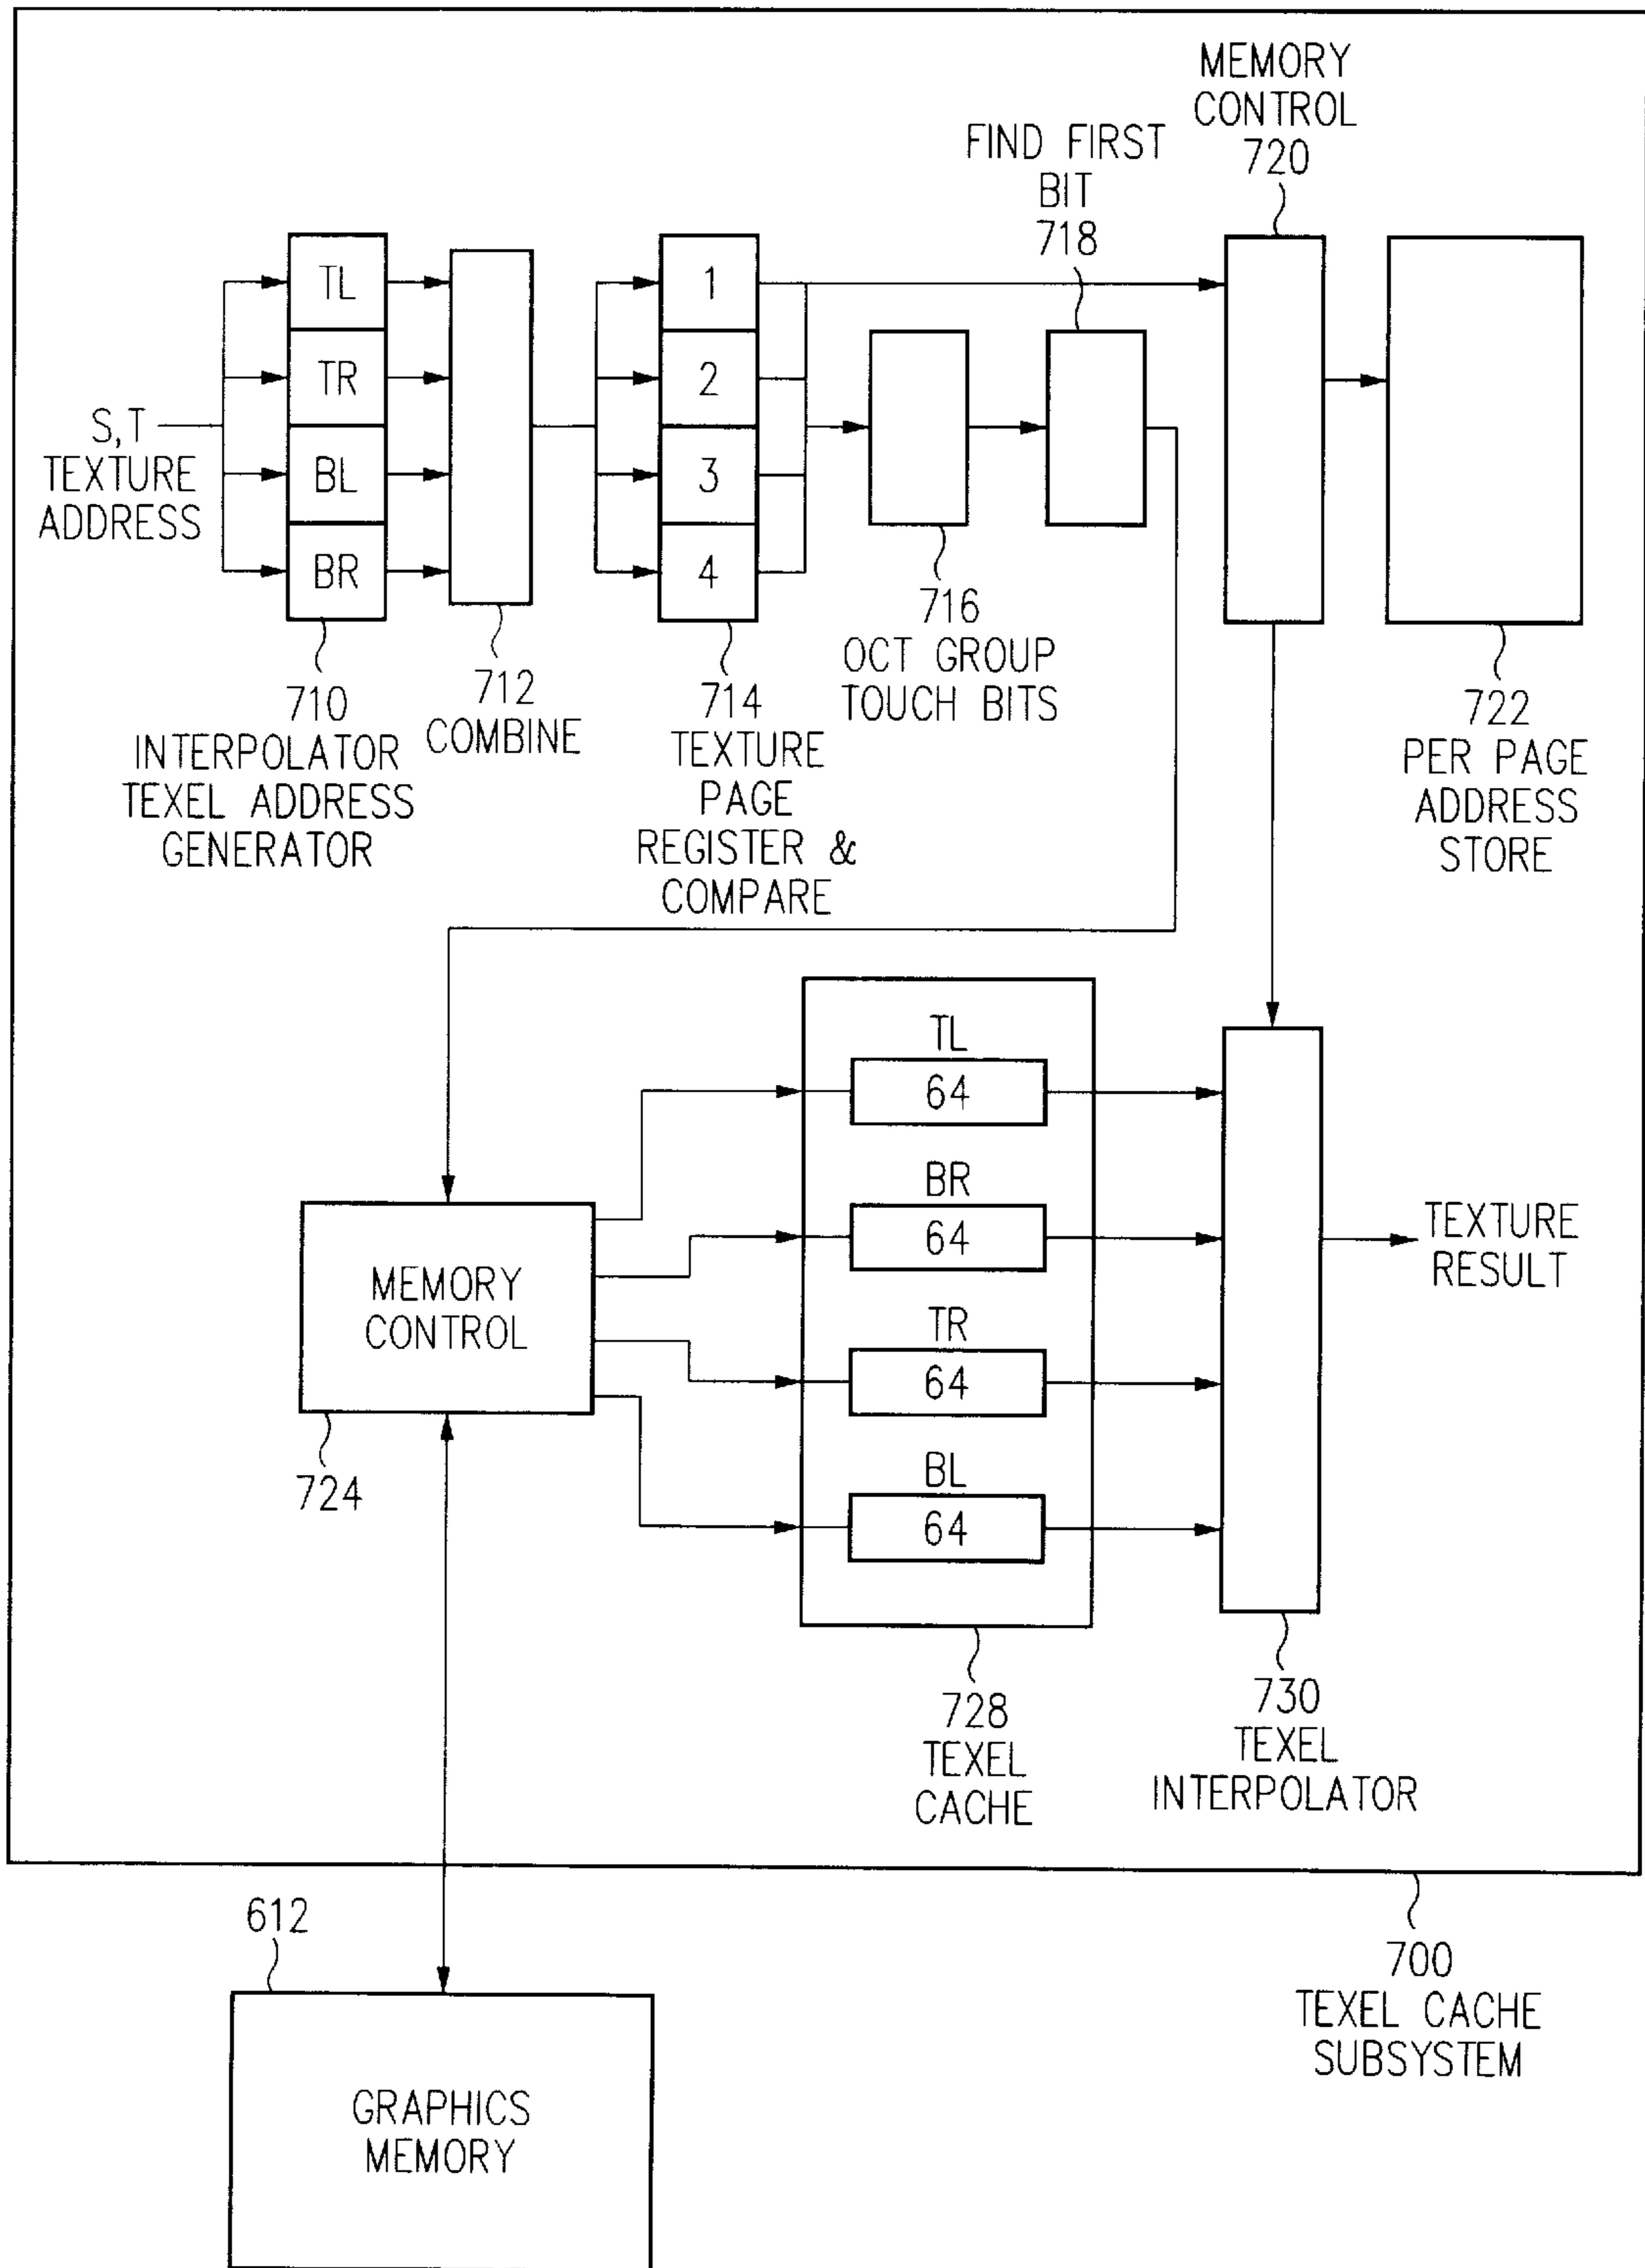 MEMORY
CONTROL
720
FIND FIRST
BIT
718
TL
TR
BL
BR
1
2
3
4
S,T
TEXTURE
ADDRESS
710
INTERPOLATOR
TEXEL ADDRESS
GENERATOR
712
COMBINE
714
TEXTURE
PAGE
REGISTER &
COMPARE
716
OCT GROUP
TOUCH BITS
722
PER PAGE
ADDRESS
STORE
TL
64
BR
64
TR
64
BL
64
MEMORY
CONTROL
724
TEXTURE
RESULT
728
TEXEL
CACHE
730
TEXEL
INTERPOLATOR
612
700
TEXEL CACHE
SUBSYSTEM
GRAPHICS
MEMORY